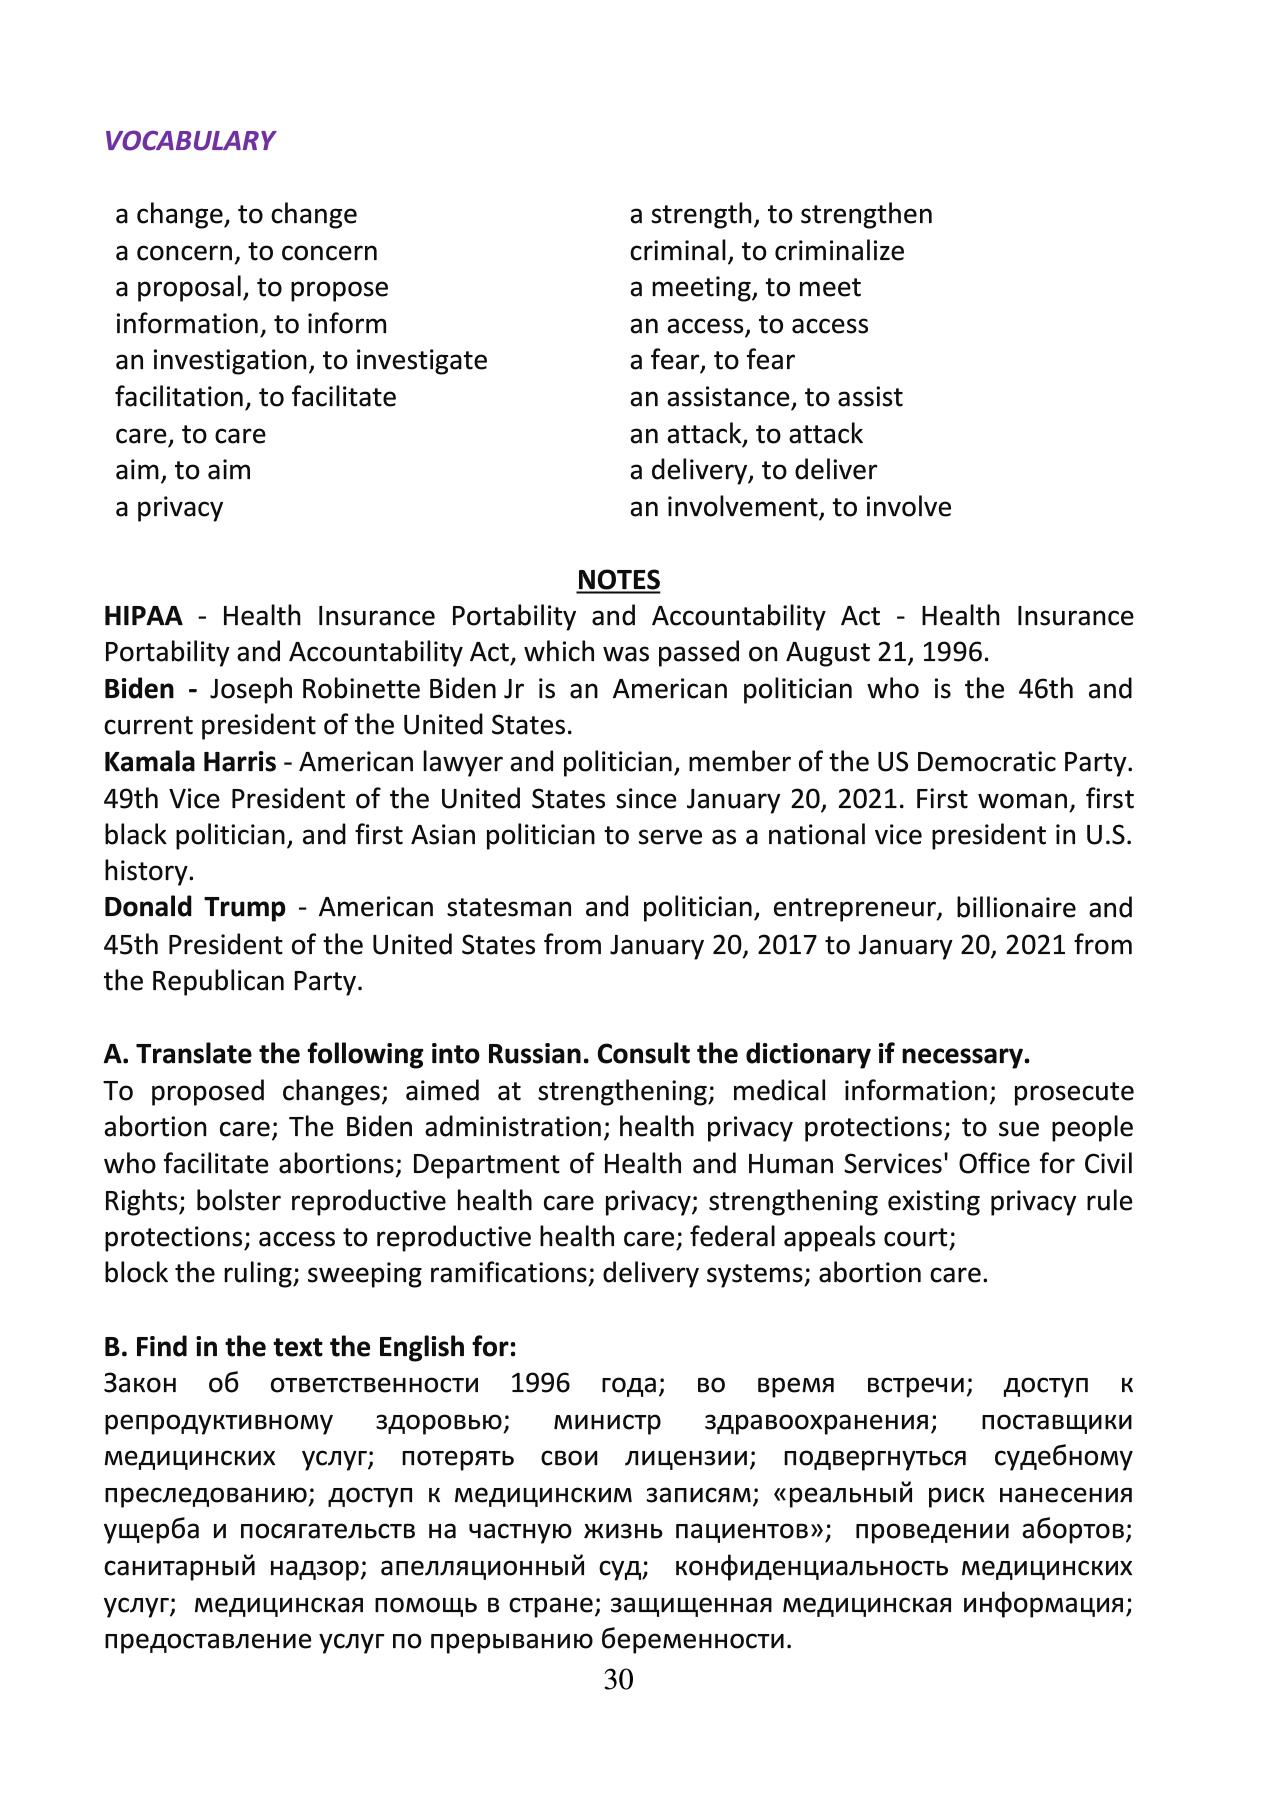 VOCABULARY
a change, to change
a concern, to concern
a proposal, to propose
information, to inform
an investigation, to investigate
facilitation, to facilitate
care, to care
aim, to aim
a privacy
a strength, to strengthen
criminal, to criminalize
a meeting, to meet
an access, to access
a fear, to fear
an assistance, to assist
an attack, to attack
a delivery, to deliver
an involvement, to involve
NOTES
HIPAA - Health Insurance Portability and Accountability Act - Health Insurance
Portability and Accountability Act, which was passed on August 21, 1996.
Biden - Joseph Robinette Biden Jr is an American politician who is the 46th and
current president of the United States.
Kamala Harris - American lawyer and politician, member of the US Democratic Party.
49th Vice President of the United States since January 20, 2021. First woman, first
black politician, and first Asian politician to serve as a national vice president in U.S.
history.
Donald Trump - American statesman and politician, entrepreneur, billionaire and
45th President of the United States from January 20, 2017 to January 20, 2021 from
the Republican Party.
A. Translate the following into Russian. Consult the dictionary if necessary.
To proposed changes; aimed at strengthening; medical information; prosecute
abortion care; The Biden administration; health privacy protections; to sue people
who facilitate abortions; Department of Health and Human Services' Office for Civil
Rights; bolster reproductive health care privacy; strengthening existing privacy rule
protections; access to reproductive health care; federal appeals court;
block the ruling; sweeping ramifications; delivery systems; abortion care.
B. Find in the text the English for:
Закон об ответственности 1996 года; во время встречи; доступ к
репродуктивному здоровью; министр здравоохранения; поставщики
медицинских услуг; потерять свои лицензии; подвергнуться судебному
преследованию; доступ к медицинским записям; «реальный риск нанесения
ущерба и посягательств на частную жизнь пациентов»; проведении абортов;
санитарный надзор; апелляционный суд; конфиденциальность медицинских
услуг; медицинская помощь в стране; защищенная медицинская информация;
предоставление услуг по прерыванию беременности.
30